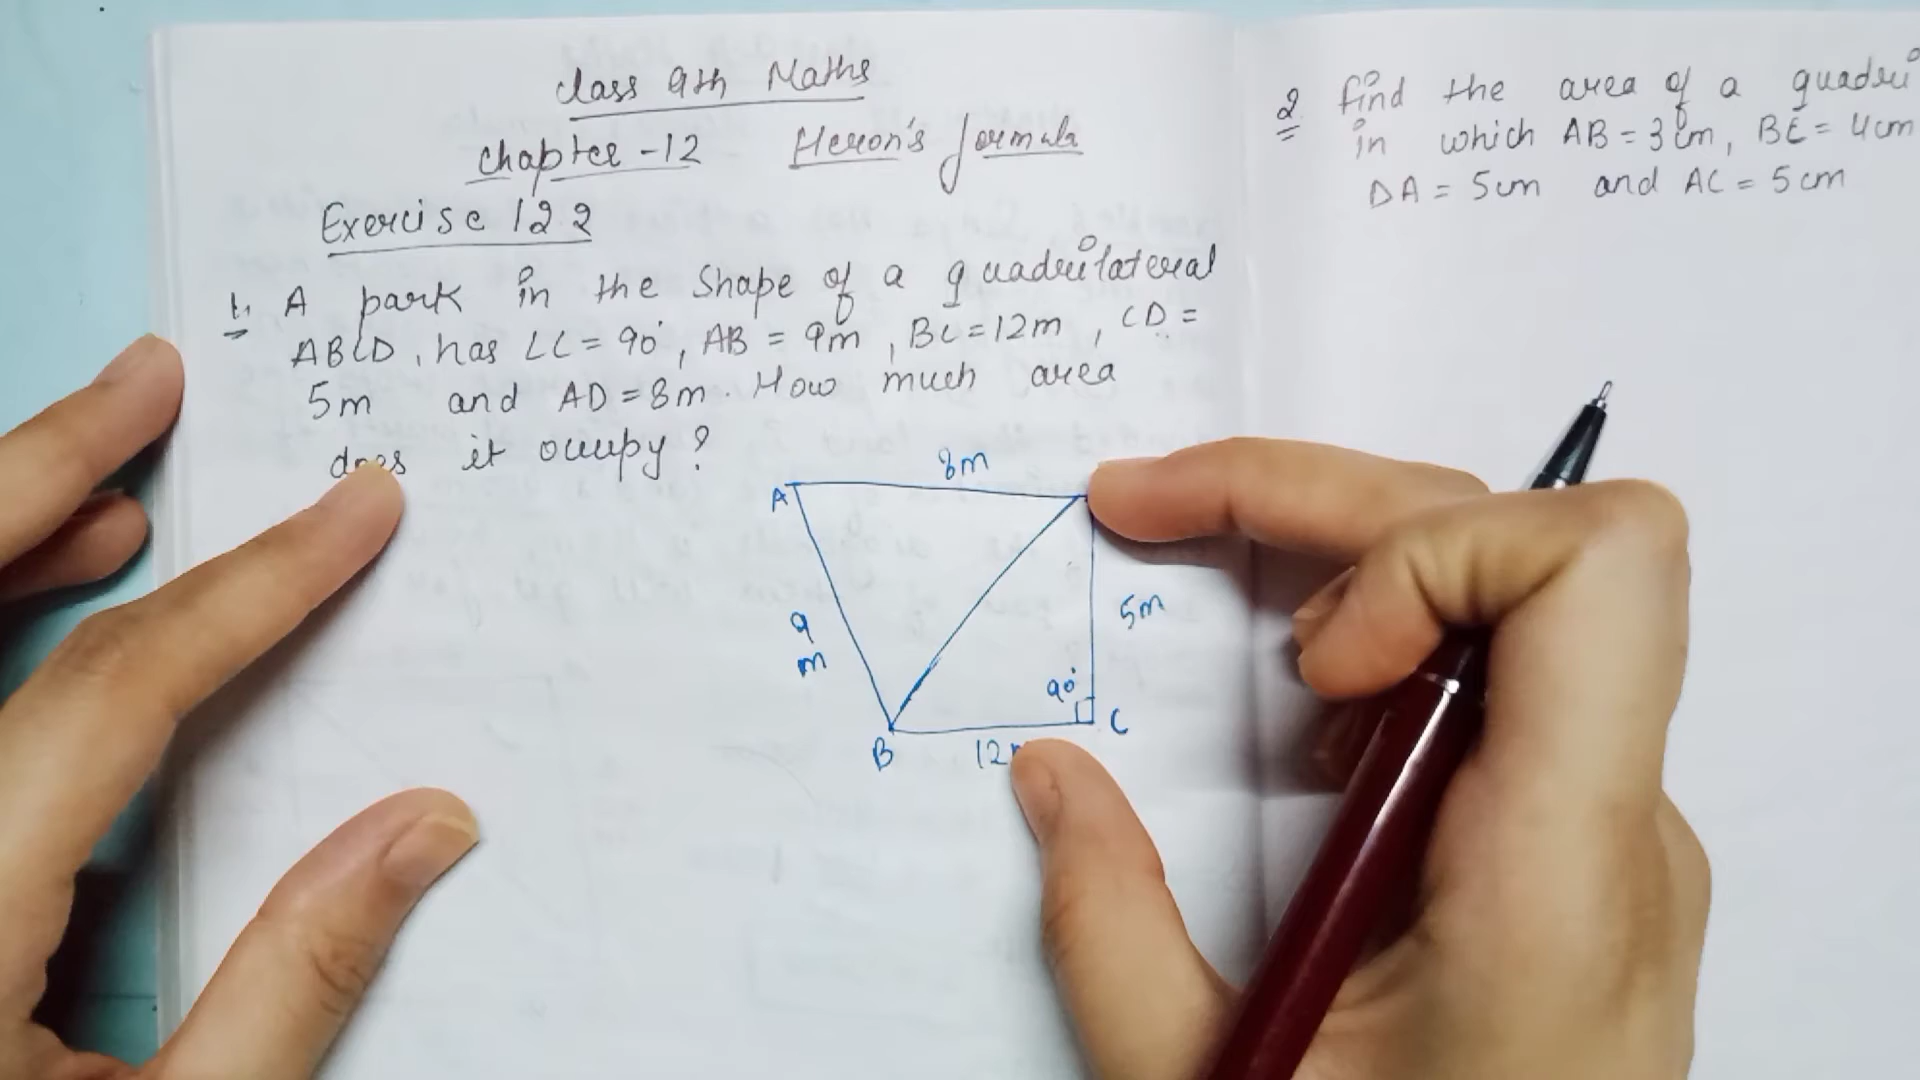 Class 9th Maths
Chapter-12 Heron's formula
Exercise 12.2
1. A park in the Shape of a quadrilateral
ABCD, has ∠C = 90°, AB = 9m, BC = 12m, CD =
5m and AD = 8m. How much area
does it occupy?
8m
A
9
m
5m
90°
C
B
12
2. find the area of a
in which AB = 3cm, BC = 4cm
DA = 5cm and AC = 5cm